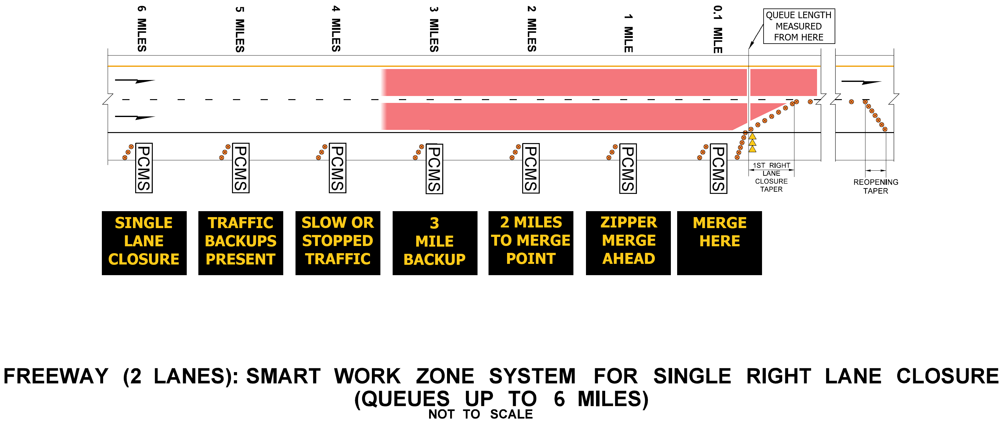 6 MILES
5 MILES
4 MILES
3 MILES
2 MILES
1 MILE
0.1 MILE
QUEUE LENGTH
MEASURED
FROM HERE
PCMS
PCMS
PCMS
PCMS
PCMS
PCMS
PCMS
1ST RIGHT
LANE
CLOSURE
TAPER
REOPENING
TAPER
SINGLE
LANE
CLOSURE
TRAFFIC
BACKUPS
PRESENT
SLOW OR
STOPPED
TRAFFIC
3
MILE
BACKUP
2 MILES
TO MERGE
POINT
ZIPPER
MERGE
AHEAD
MERGE
HERE
FREEWAY (2 LANES): SMART WORK ZONE SYSTEM FOR SINGLE RIGHT LANE CLOSURE
(QUEUES UP TO 6 MILES)
NOT TO SCALE